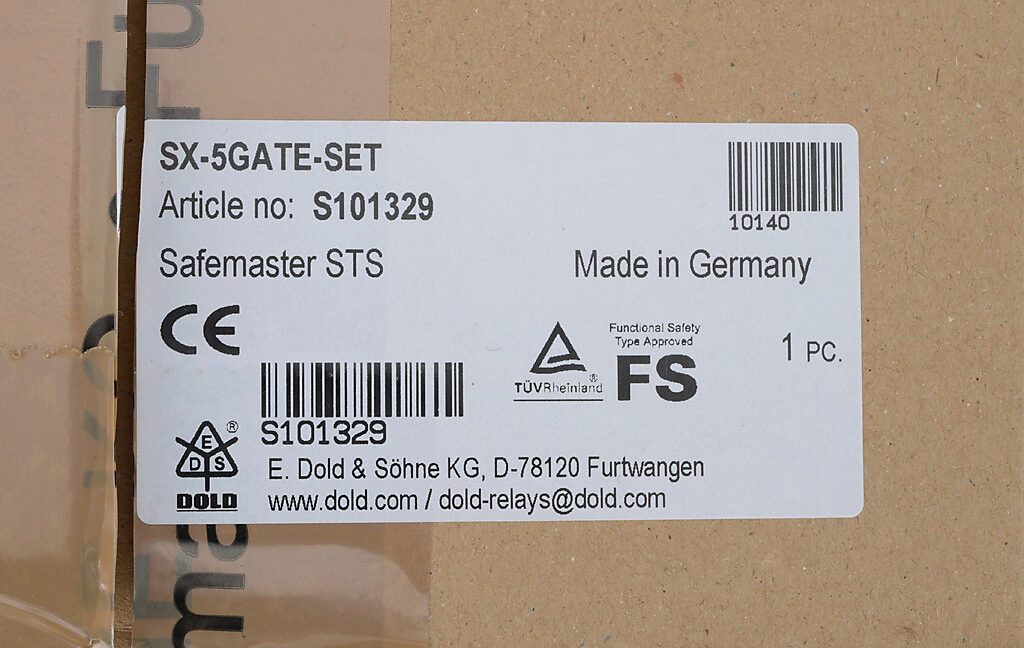 SX-5GATE-SET
Article no: S101329
10140
Safemaster STS
Made in Germany
CE
TÜVRheinland®
Functional Safety
Type Approved
FS
1 PC.
S101329
E D S ®
DOLD
E. Dold & Söhne KG, D-78120 Furtwangen
www.dold.com / dold-relays@dold.com